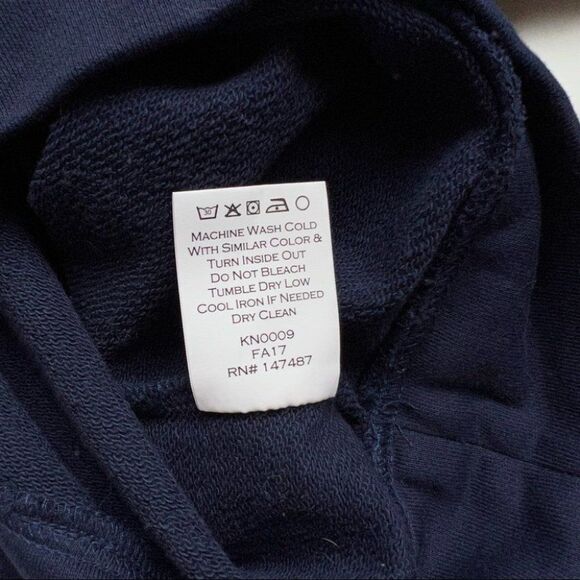 30
MACHINE WASH COLD
WITH SIMILAR COLOR &
TURN INSIDE OUT
DO NOT BLEACH
TUMBLE DRY LOW
COOL IRON IF NEEDED
DRY CLEAN
KN0009
FA17
RN# 147487